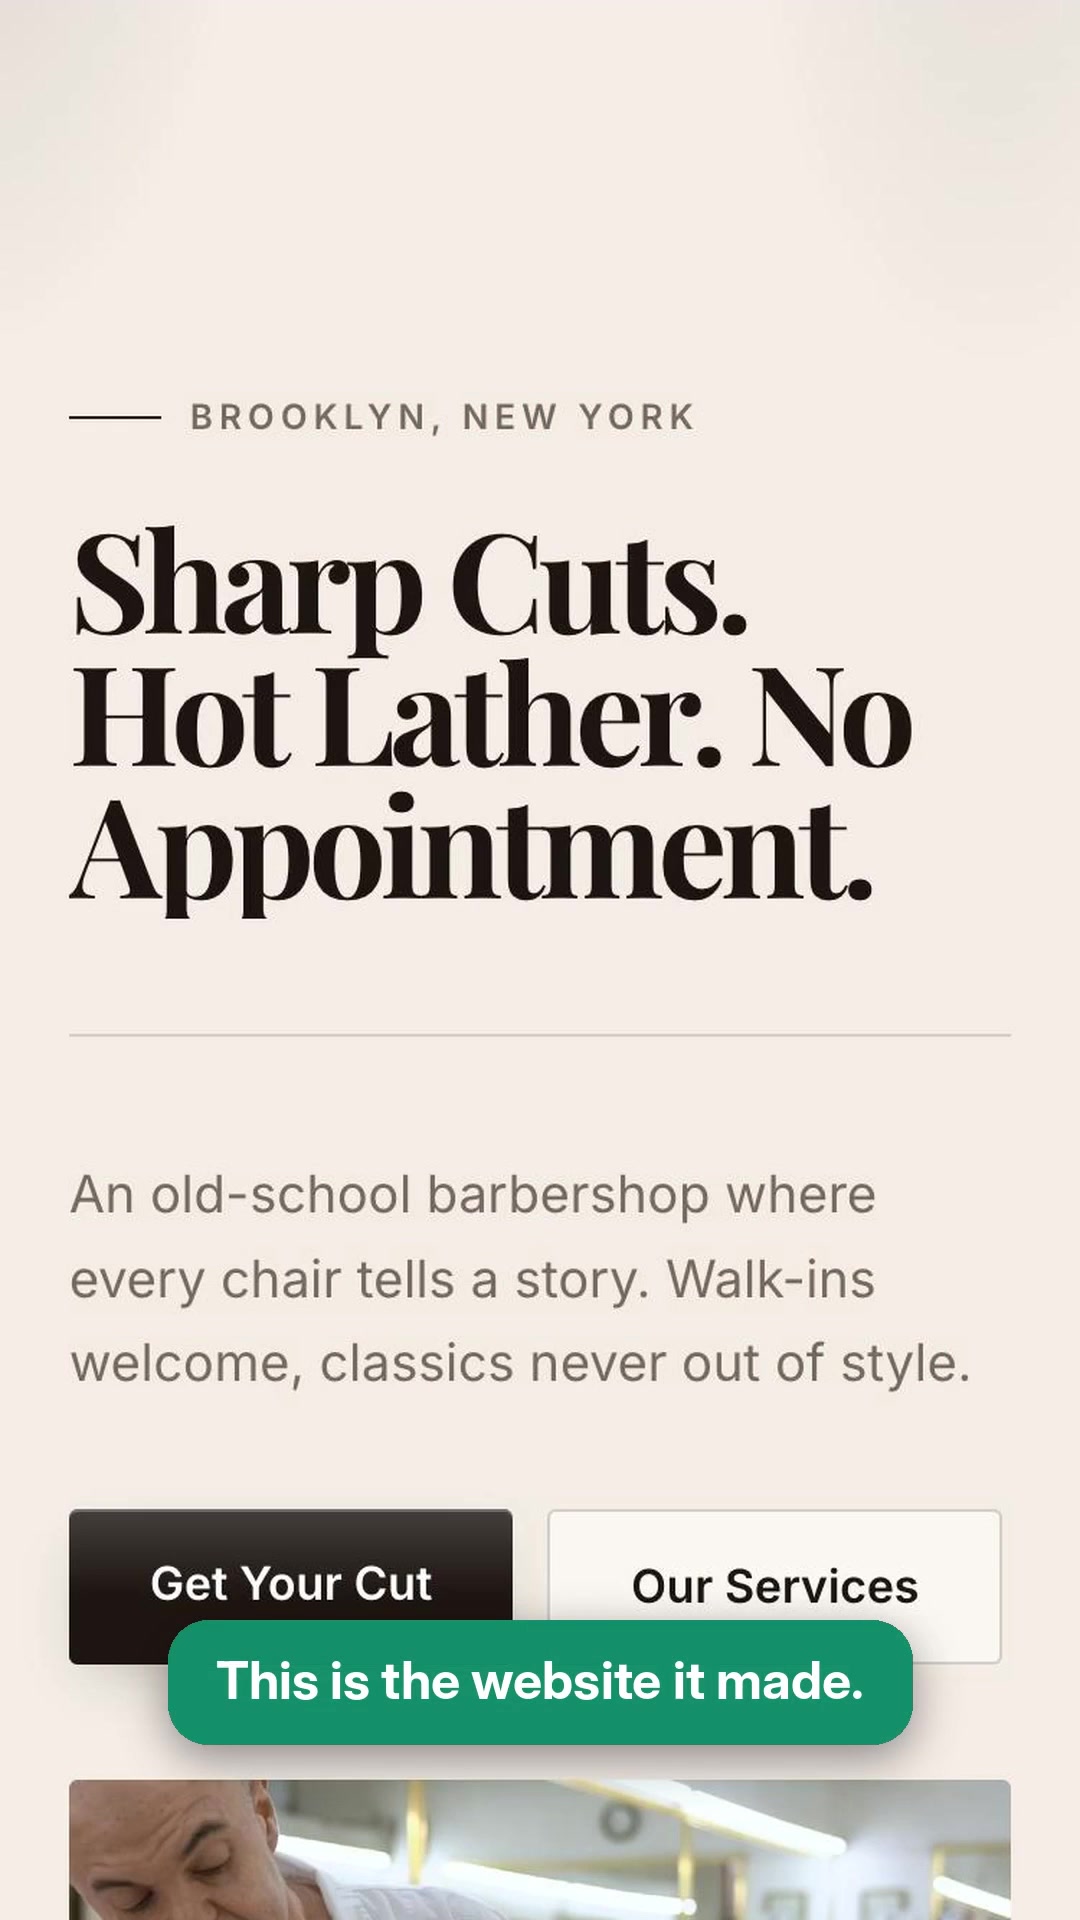 BROOKLYN, NEW YORK
Sharp Cuts.
Hot Lather. No
Appointment.
An old-school barbershop where
every chair tells a story. Walk-ins
welcome, classics never out of style.
Get Your Cut
Our Services
This is the website it made.